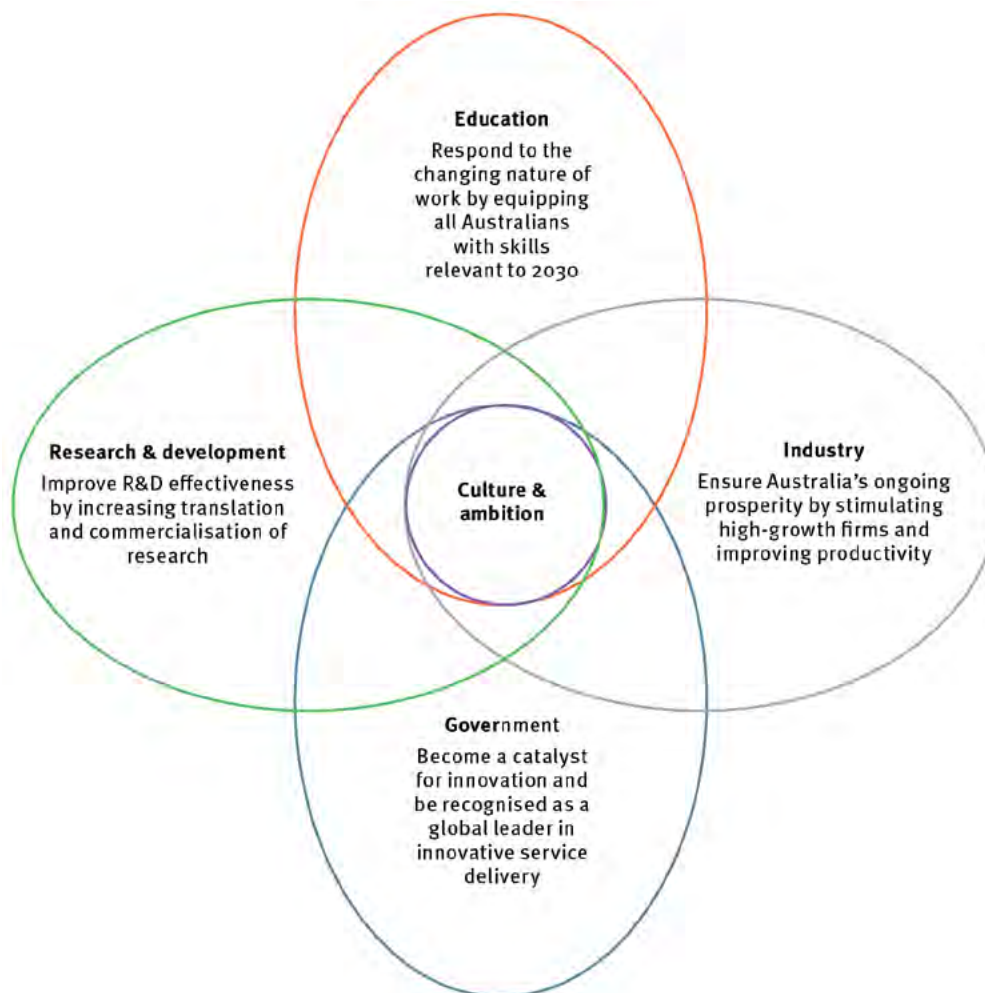 Education
Respond to the
changing nature of
work by equipping
all Australians
with skills
relevant to 2030
Research & development
Improve R&D effectiveness
by increasing translation
and commercialisation of
research
Culture &
ambition
Industry
Ensure Australia's ongoing
prosperity by stimulating
high-growth firms and
improving productivity
Government
Become a catalyst
for innovation and
be recognised as a
global leader in
innovative service
delivery